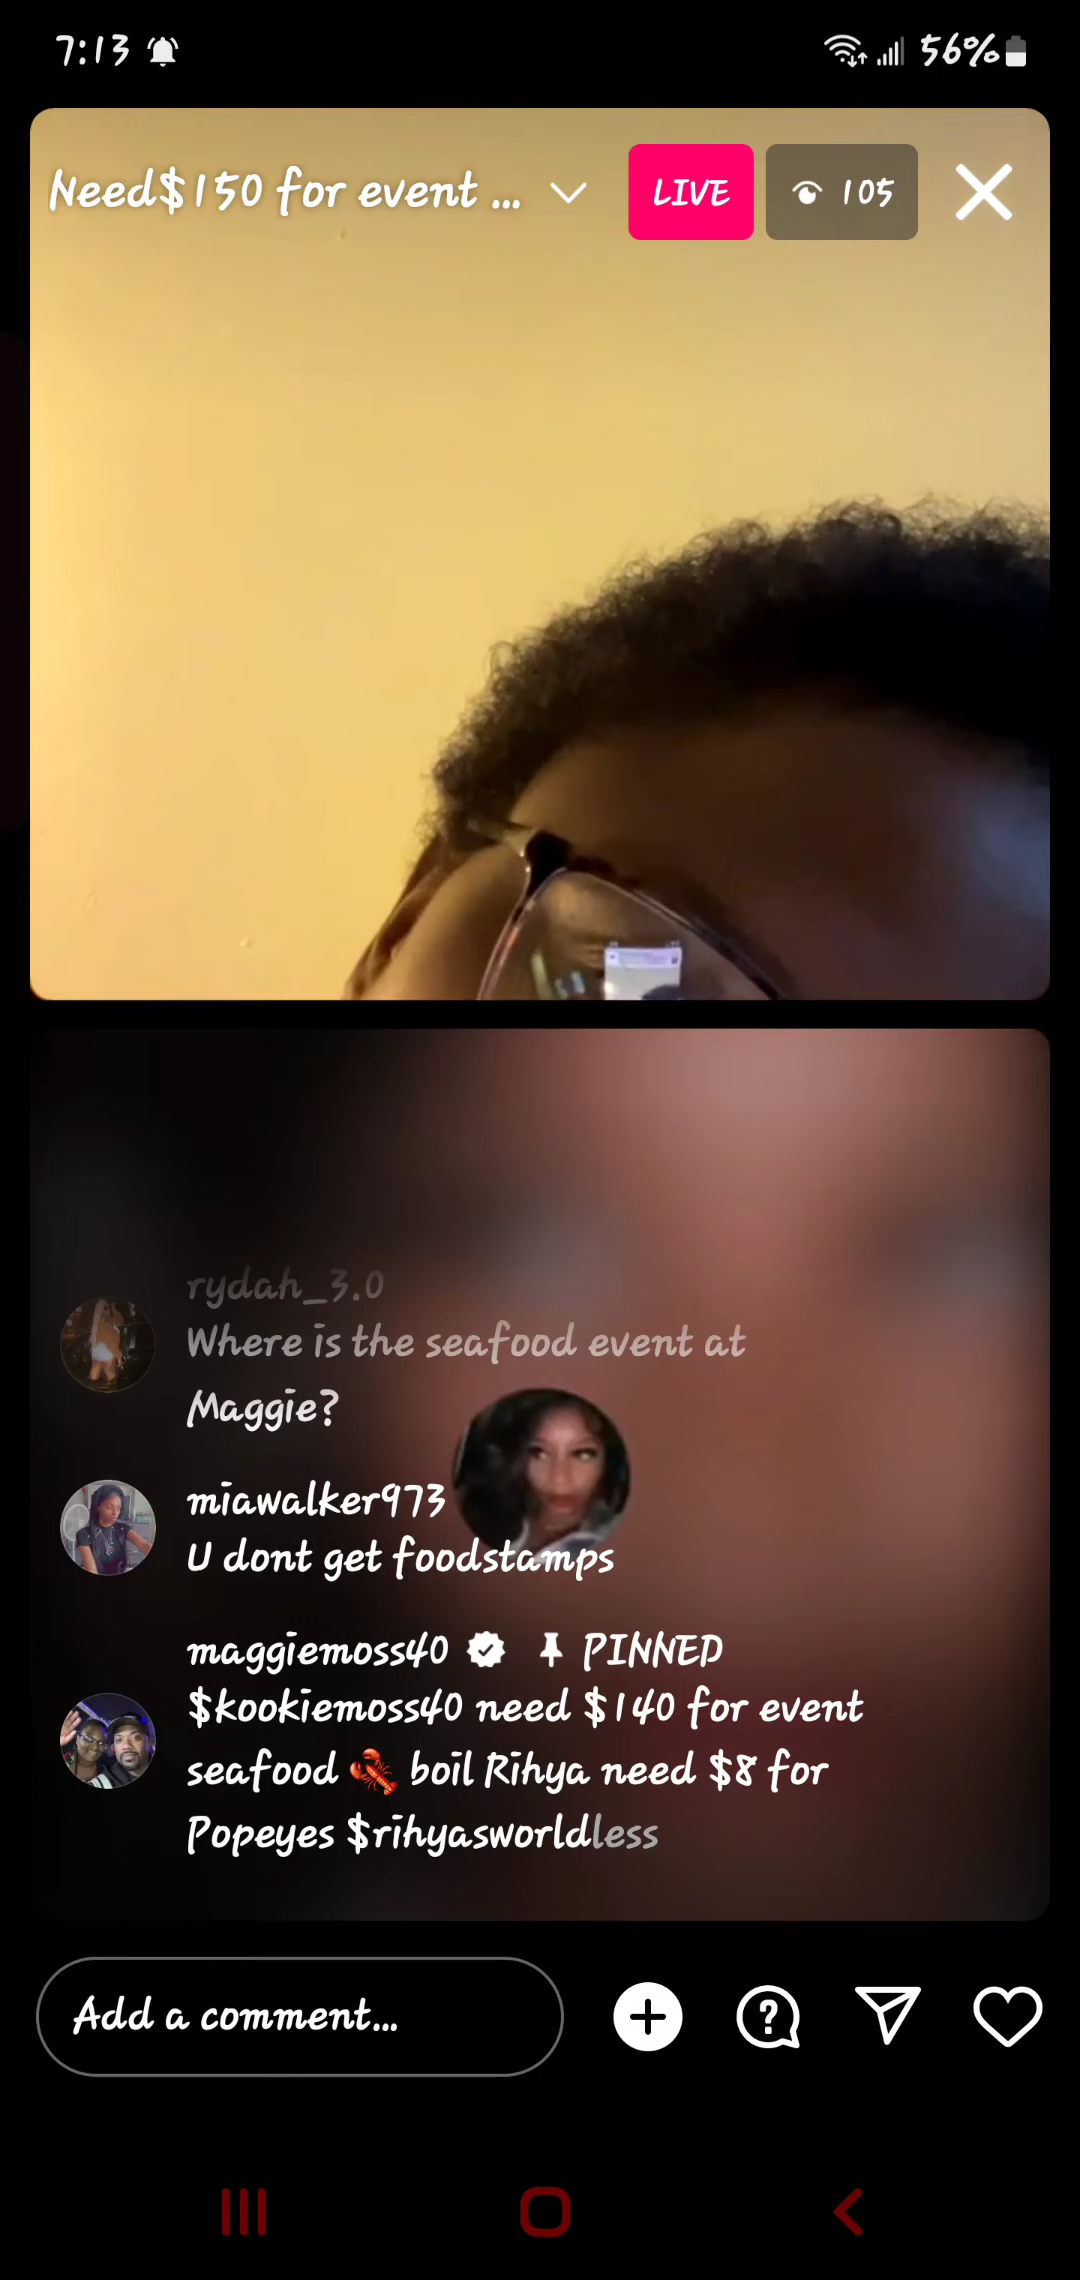 7:13
56%
Need$150 for event ...
LIVE
105
rydah_3.0
Where is the seafood event at
Maggie?
miawalker973
U dont get foodstamps
maggiemoss40 PINNED
$kookiemoss40 need $140 for event
seafood 🦞 boil Rihya need $8 for
Popeyes $rihyasworldless
Add a comment...